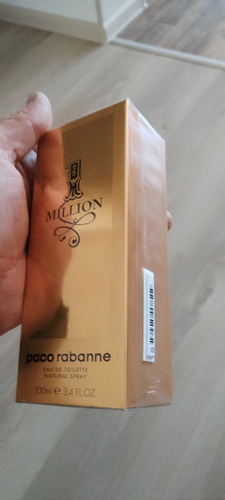 1
MILLION
paco rabanne
EAU DE TOILETTE
NATURAL SPRAY
100ml e 3.4 FL.OZ.